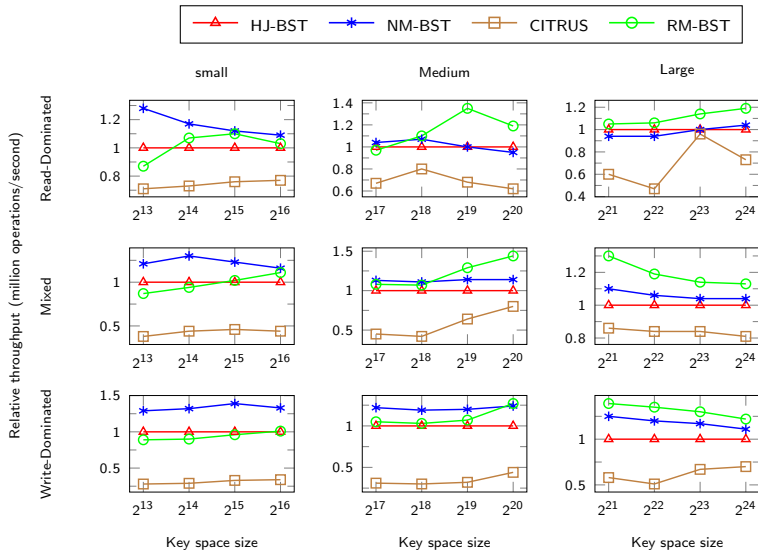 HJ-BST NM-BST CITRUS RM-BST
small Medium Large
Relative throughput (million operations/second)
Read-Dominated
1.2
1
0.8
2^13 2^14 2^15 2^16
1.4
1.2
1
0.8
0.6
2^17 2^18 2^19 2^20
1.2
1
0.8
0.6
0.4
2^21 2^22 2^23 2^24
Mixed
1
0.5
2^13 2^14 2^15 2^16
1.5
1
0.5
2^17 2^18 2^19 2^20
1.2
1
0.8
2^21 2^22 2^23 2^24
Write-Dominated
1.5
1
0.5
2^13 2^14 2^15 2^16
1
0.5
2^17 2^18 2^19 2^20
1
0.5
2^21 2^22 2^23 2^24
Key space size Key space size Key space size